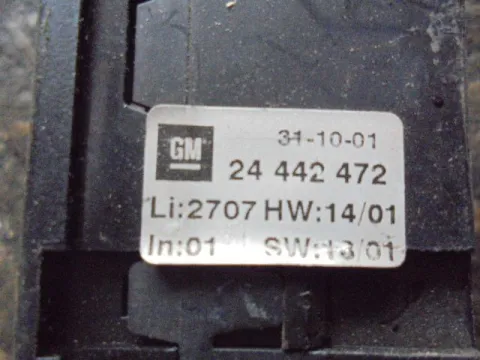 GM
31-10-01
24 442 472
Li:2707 HW:14/01
In:01 SW:13/01